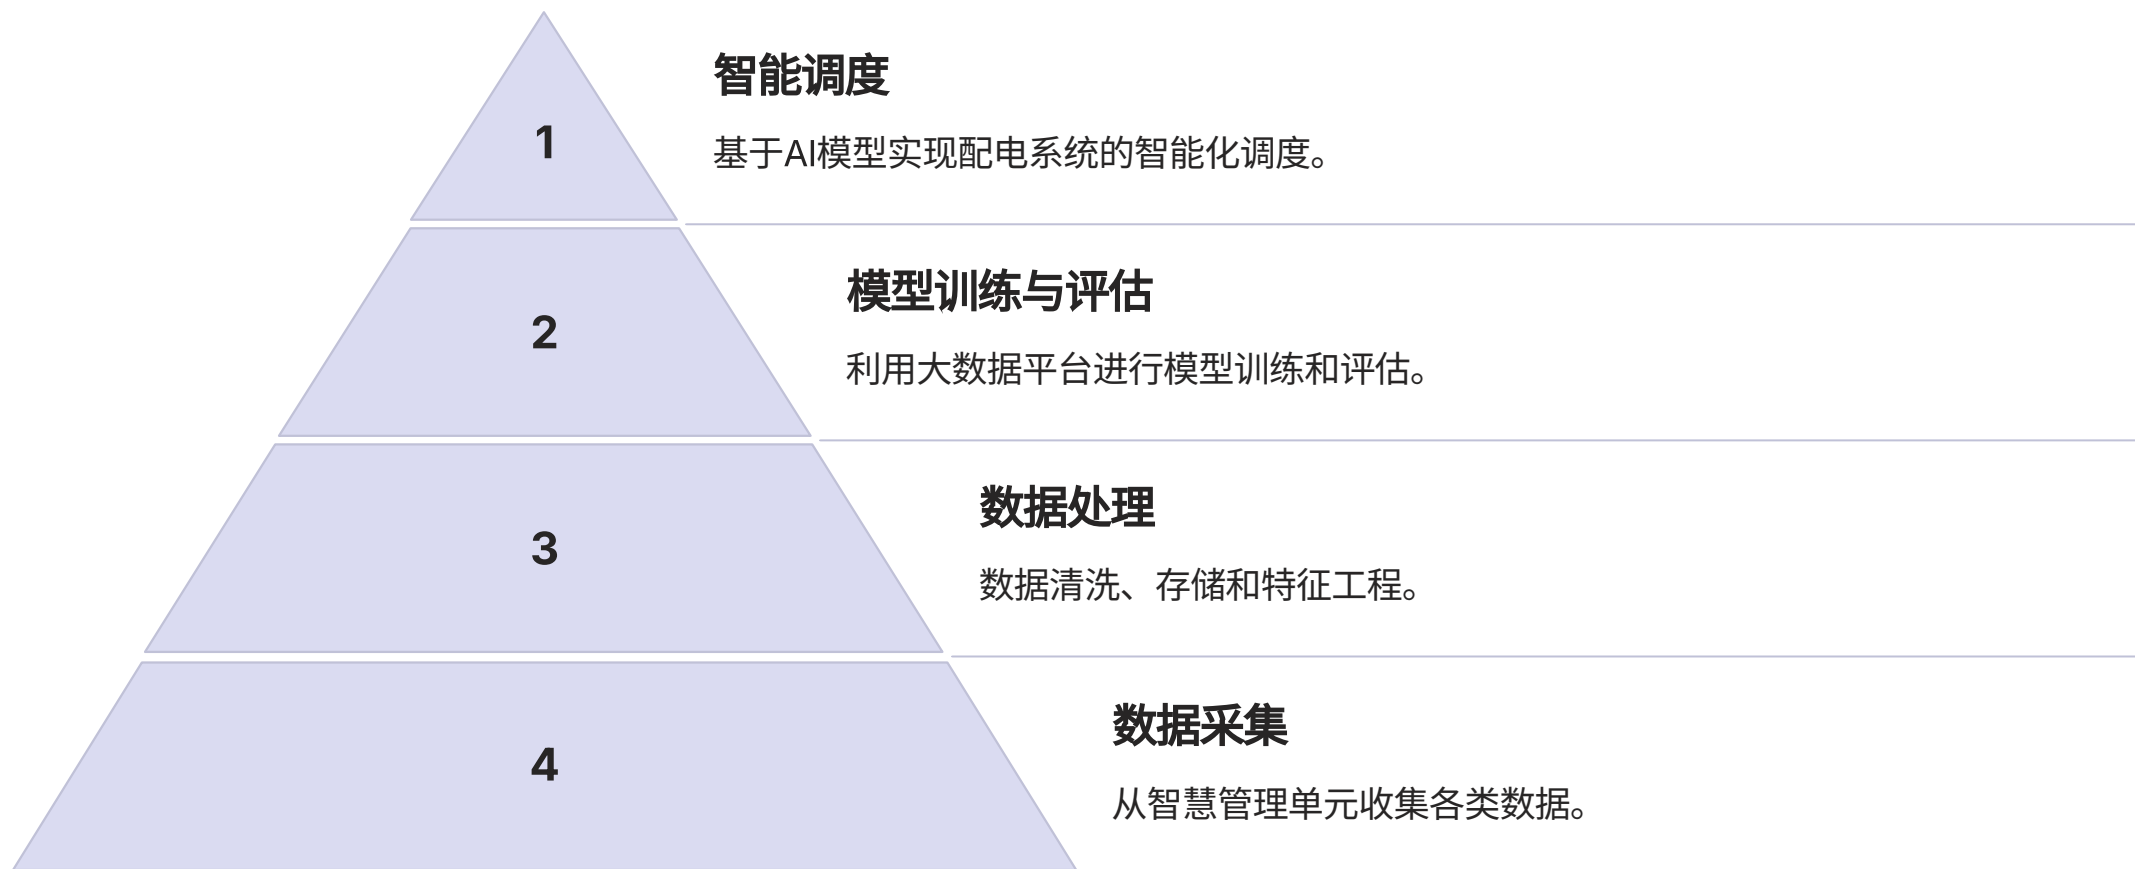 1
智能调度
基于AI模型实现配电系统的智能化调度。
2
模型训练与评估
利用大数据平台进行模型训练和评估。
3
数据处理
数据清洗、存储和特征工程。
4
数据采集
从智慧管理单元收集各类数据。